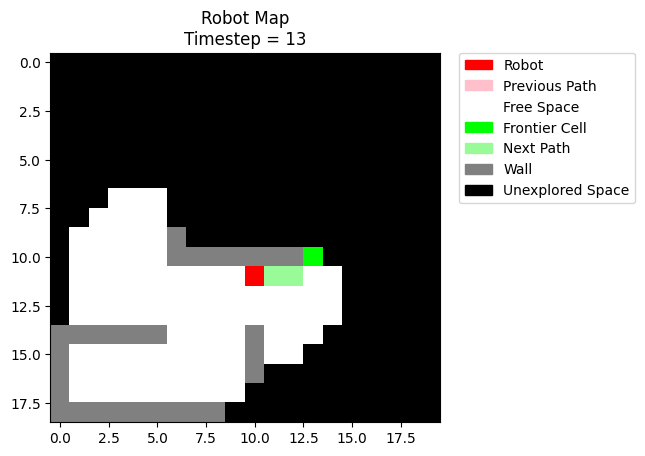 Robot Map
Timestep = 13
0.0
2.5
5.0
7.5
10.0
12.5
15.0
17.5
0.0
2.5
5.0
7.5
10.0
12.5
15.0
17.5
Robot
Previous Path
Free Space
Frontier Cell
Next Path
Wall
Unexplored Space